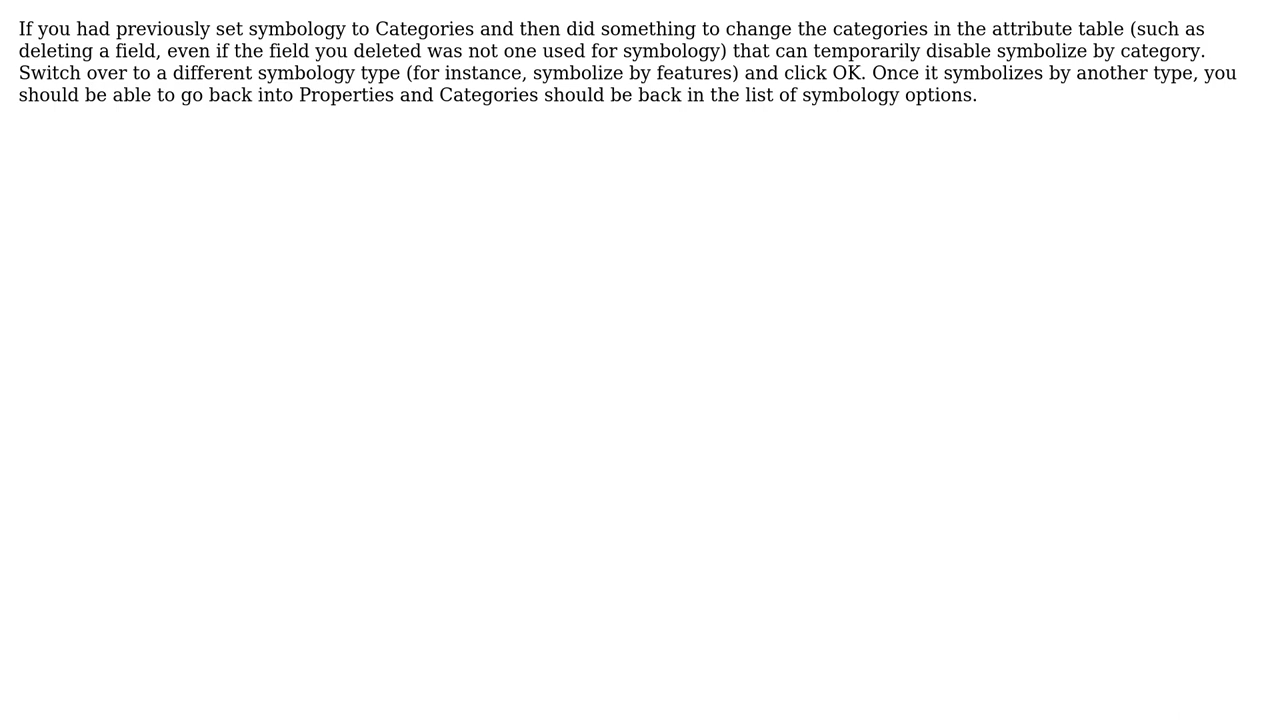 If you had previously set symbology to Categories and then did something to change the categories in the attribute table (such as
deleting a field, even if the field you deleted was not one used for symbology) that can temporarily disable symbolize by category.
Switch over to a different symbology type (for instance, symbolize by features) and click OK. Once it symbolizes by another type, you
should be able to go back into Properties and Categories should be back in the list of symbology options.